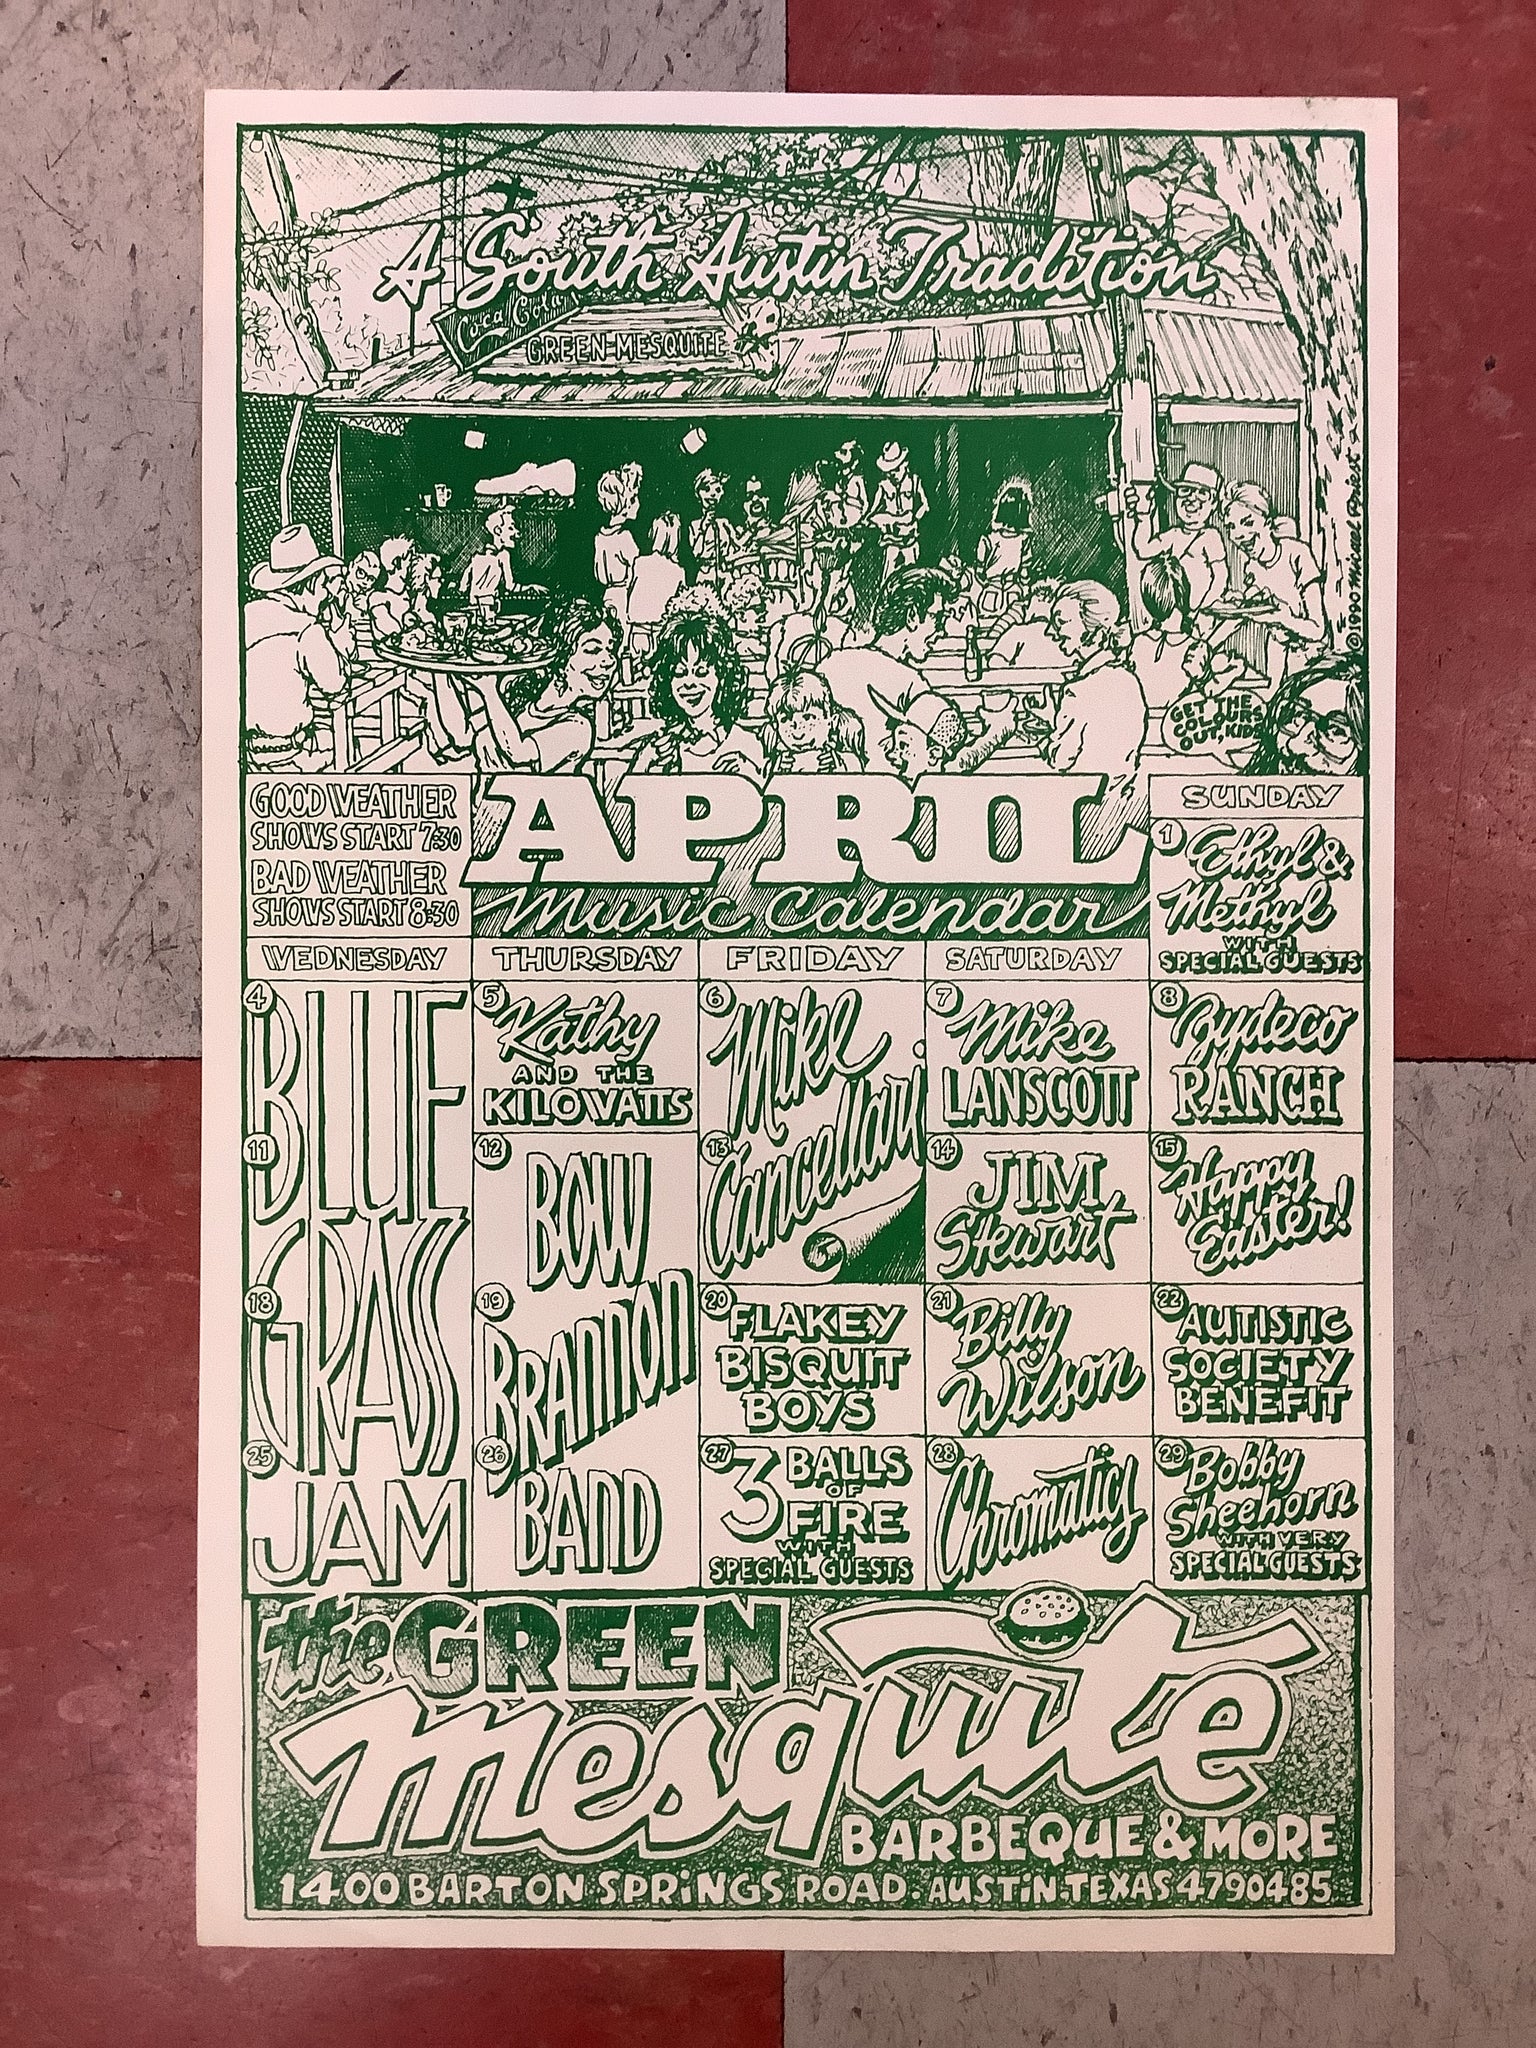 A South Austin Tradition
Coca Cola
GREEN MESQUITE
©1990 Micael Priest
GET THE
COLOURS
OUT, KIDS
GOOD WEATHER
SHOWS START 7:30
BAD WEATHER
SHOWS START 8:30
APRIL
Music Calendar
SUNDAY
1
Ethyl &
Methyl
WITH
SPECIAL GUESTS
WEDNESDAY
THURSDAY
FRIDAY
SATURDAY
4
11
18
25
BLUE
GRASS
JAM
5
Kathy
AND THE
KILOWATTS
12
19
26
BOW
BRANNON
BAND
6
13
Mike
Cancellari
7
Mike
LANSCOTT
8
Zydeco
RANCH
14
JIM
Stewart
15
Happy
Easter!
20
FLAKEY
BISQUIT
BOYS
21
Billy
Wilson
22
AUTISTIC
SOCIETY
BENEFIT
27
3 BALLS
OF
FIRE
WITH
SPECIAL GUESTS
28
Chromatics
29
Bobby
Sheehorn
WITH VERY
SPECIAL GUESTS
the GREEN
mesquite
BARBEQUE & MORE
1400 BARTON SPRINGS ROAD · AUSTIN · TEXAS 4790485